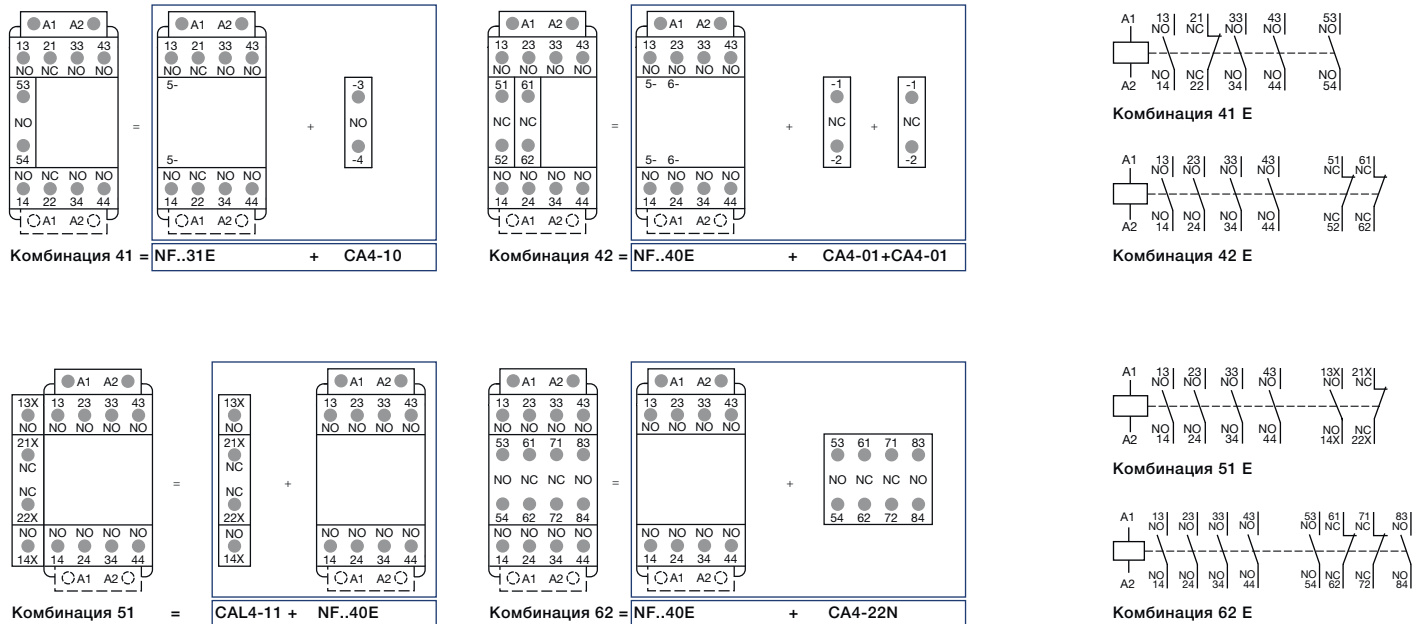 A1 A2 A1 A2
13 21 33 43 13 21 33 43
NO NC NO NO NO NC NO NO
53 5- -3
NO = + NO
54 5- -4
NO NC NO NO NO NC NO NO
14 22 34 44 14 22 34 44
A1 A2 A1 A2
Комбинация 41 = NF..31E + CA4-10
A1 A2 A1 A2
13 23 33 43 13 23 33 43
NO NO NO NO NO NO NO NO
51 61 5- 6- -1 -1
NC NC = + NC + NC
52 62 5- 6- -2 -2
NO NO NO NO NO NO NO NO
14 24 34 44 14 24 34 44
A1 A2 A1 A2
Комбинация 42 = NF..40E + CA4-01+CA4-01
A1 13 21 33 43 53
NO NC NO NO NO
NO NC NO NO NO
A2 14 22 34 44 54
Комбинация 41 E
A1 13 23 33 43 51 61
NO NO NO NO NC NC
NO NO NO NO NC NC
A2 14 24 34 44 52 62
Комбинация 42 E
A1 A2 A1 A2
13X 13 23 33 43 13X 13 23 33 43
NO NO NO NO NO NO NO NO NO NO
21X 21X
NC NC
= +
NC NC
22X 22X
NO NO NO NO NO NO NO NO NO NO
14X 14 24 34 44 14X 14 24 34 44
A1 A2 A1 A2
Комбинация 51 = CAL4-11 + NF..40E
A1 A2 A1 A2
13 23 33 43 13 23 33 43
NO NO NO NO NO NO NO NO
53 61 71 83 53 61 71 83
NO NC NC NO = + NO NC NC NO
54 62 72 84 54 62 72 84
NO NO NO NO NO NO NO NO
14 24 34 44 14 24 34 44
A1 A2 A1 A2
Комбинация 62 = NF..40E + CA4-22N
A1 13 23 33 43 13X 21X
NO NO NO NO NO NC
NO NO NO NO NO NC
A2 14 24 34 44 14X 22X
Комбинация 51 E
A1 13 23 33 43 53 61 71 83
NO NO NO NO NO NC NC NO
NO NO NO NO NO NC NC NO
A2 14 24 34 44 54 62 72 84
Комбинация 62 E